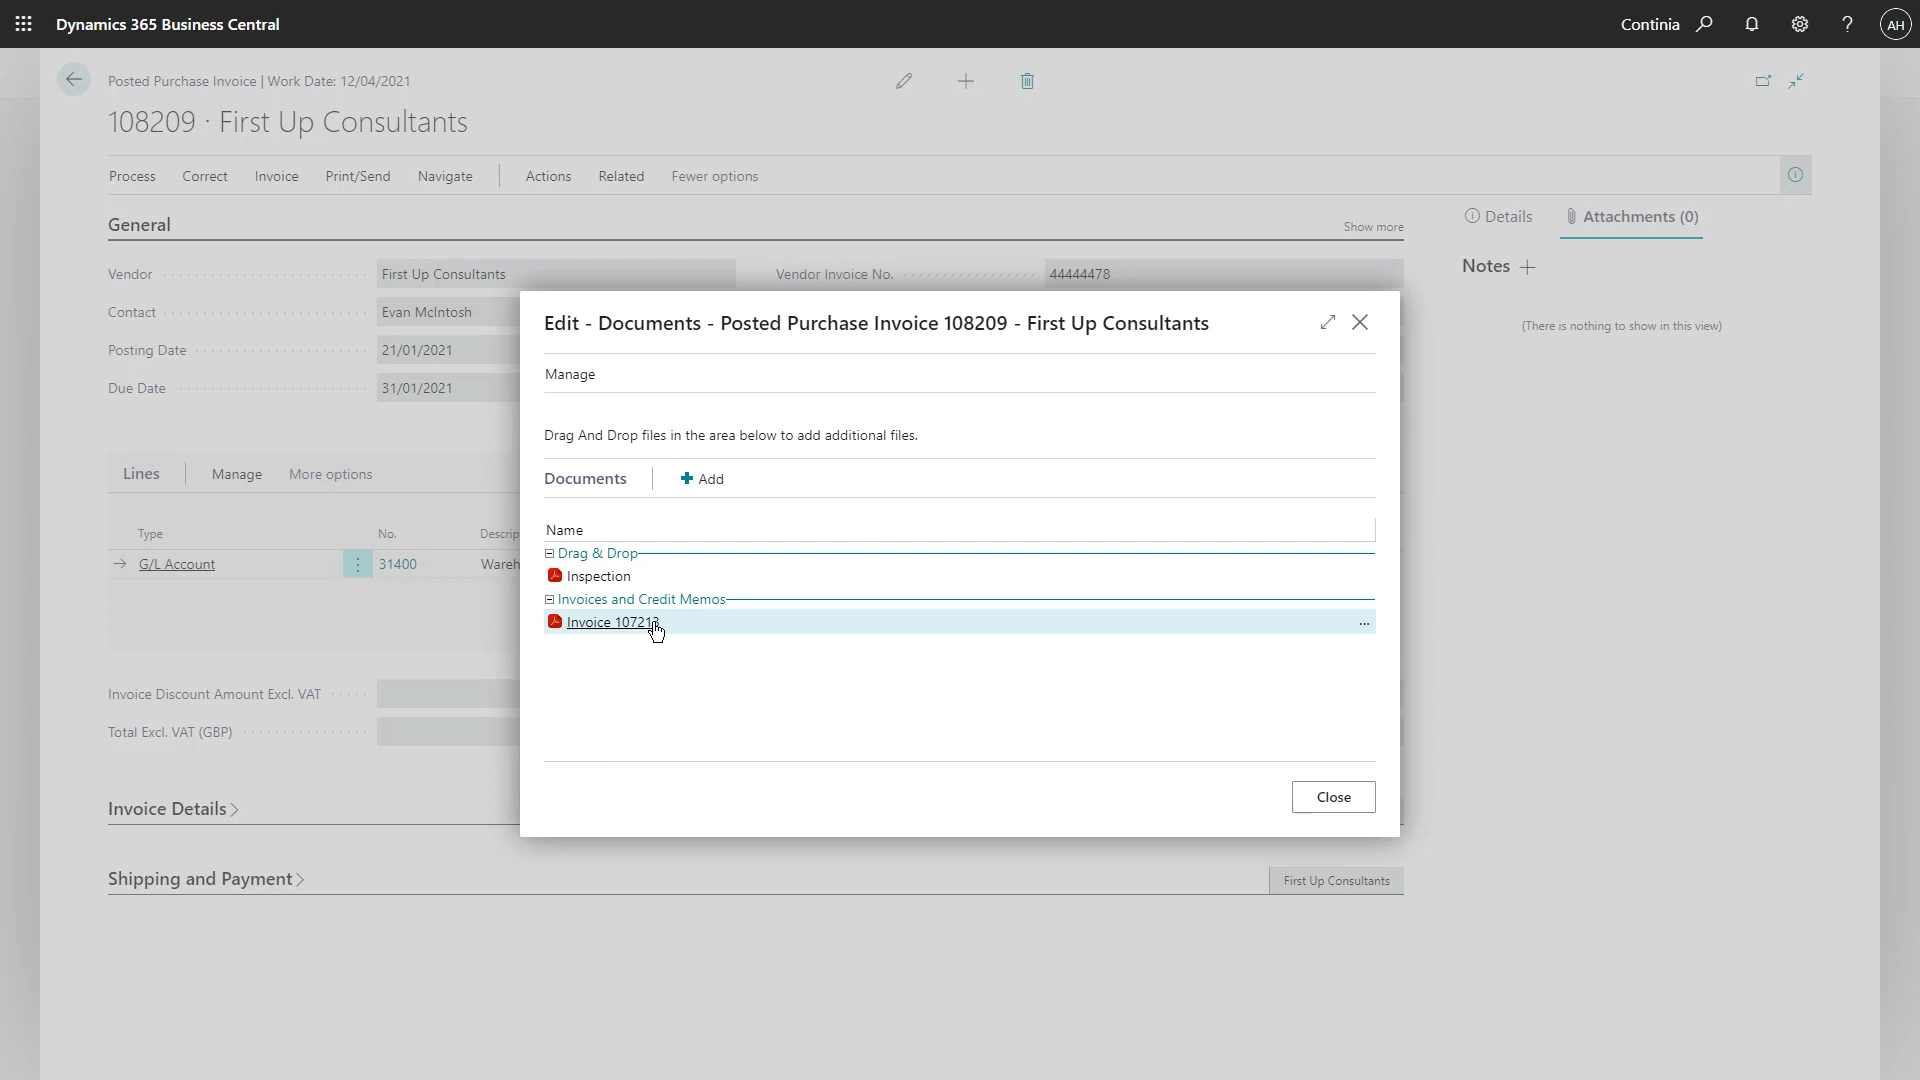 Dynamics 365 Business Central
Continia
AH
Posted Purchase Invoice | Work Date: 12/04/2021
108209 · First Up Consultants
Process Correct Invoice Print/Send Navigate Actions Related Fewer options
General
Show more
Details
Attachments (0)
Vendor
First Up Consultants
Vendor Invoice No.
44444478
Contact
Evan McIntosh
Posting Date
21/01/2021
Due Date
31/01/2021
Notes
(There is nothing to show in this view)
Edit - Documents - Posted Purchase Invoice 108209 - First Up Consultants
Manage
Drag And Drop files in the area below to add additional files.
Documents
Add
Name
Drag & Drop
Inspection
Invoices and Credit Memos
Invoice 107213
Close
Lines
Manage
More options
Type
No.
Descrip
G/L Account
31400
Wareh
Invoice Discount Amount Excl. VAT
Total Excl. VAT (GBP)
Invoice Details
Shipping and Payment
First Up Consultants